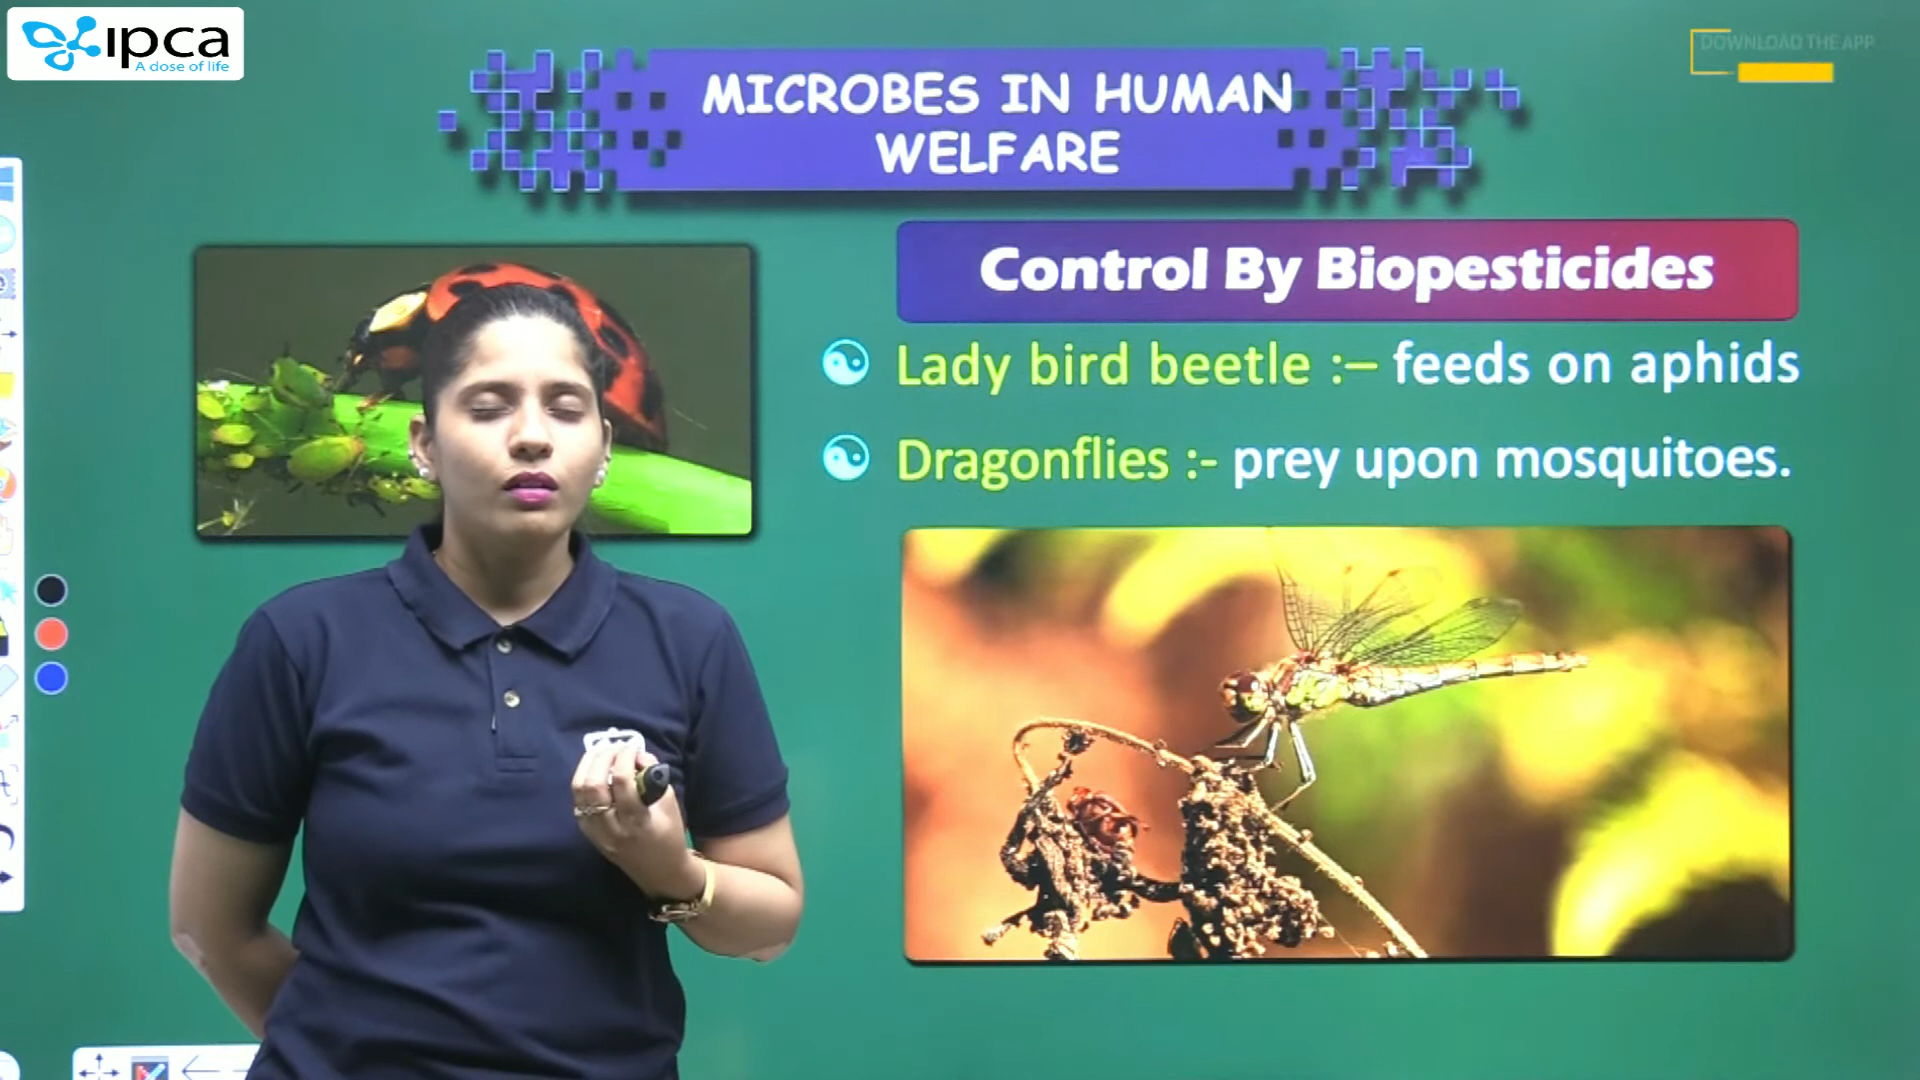 ipca
A dose of life
DOWNLOAD THE APP
MICROBES IN HUMAN
WELFARE
Control By Biopesticides
Lady bird beetle :– feeds on aphids
Dragonflies :- prey upon mosquitoes.